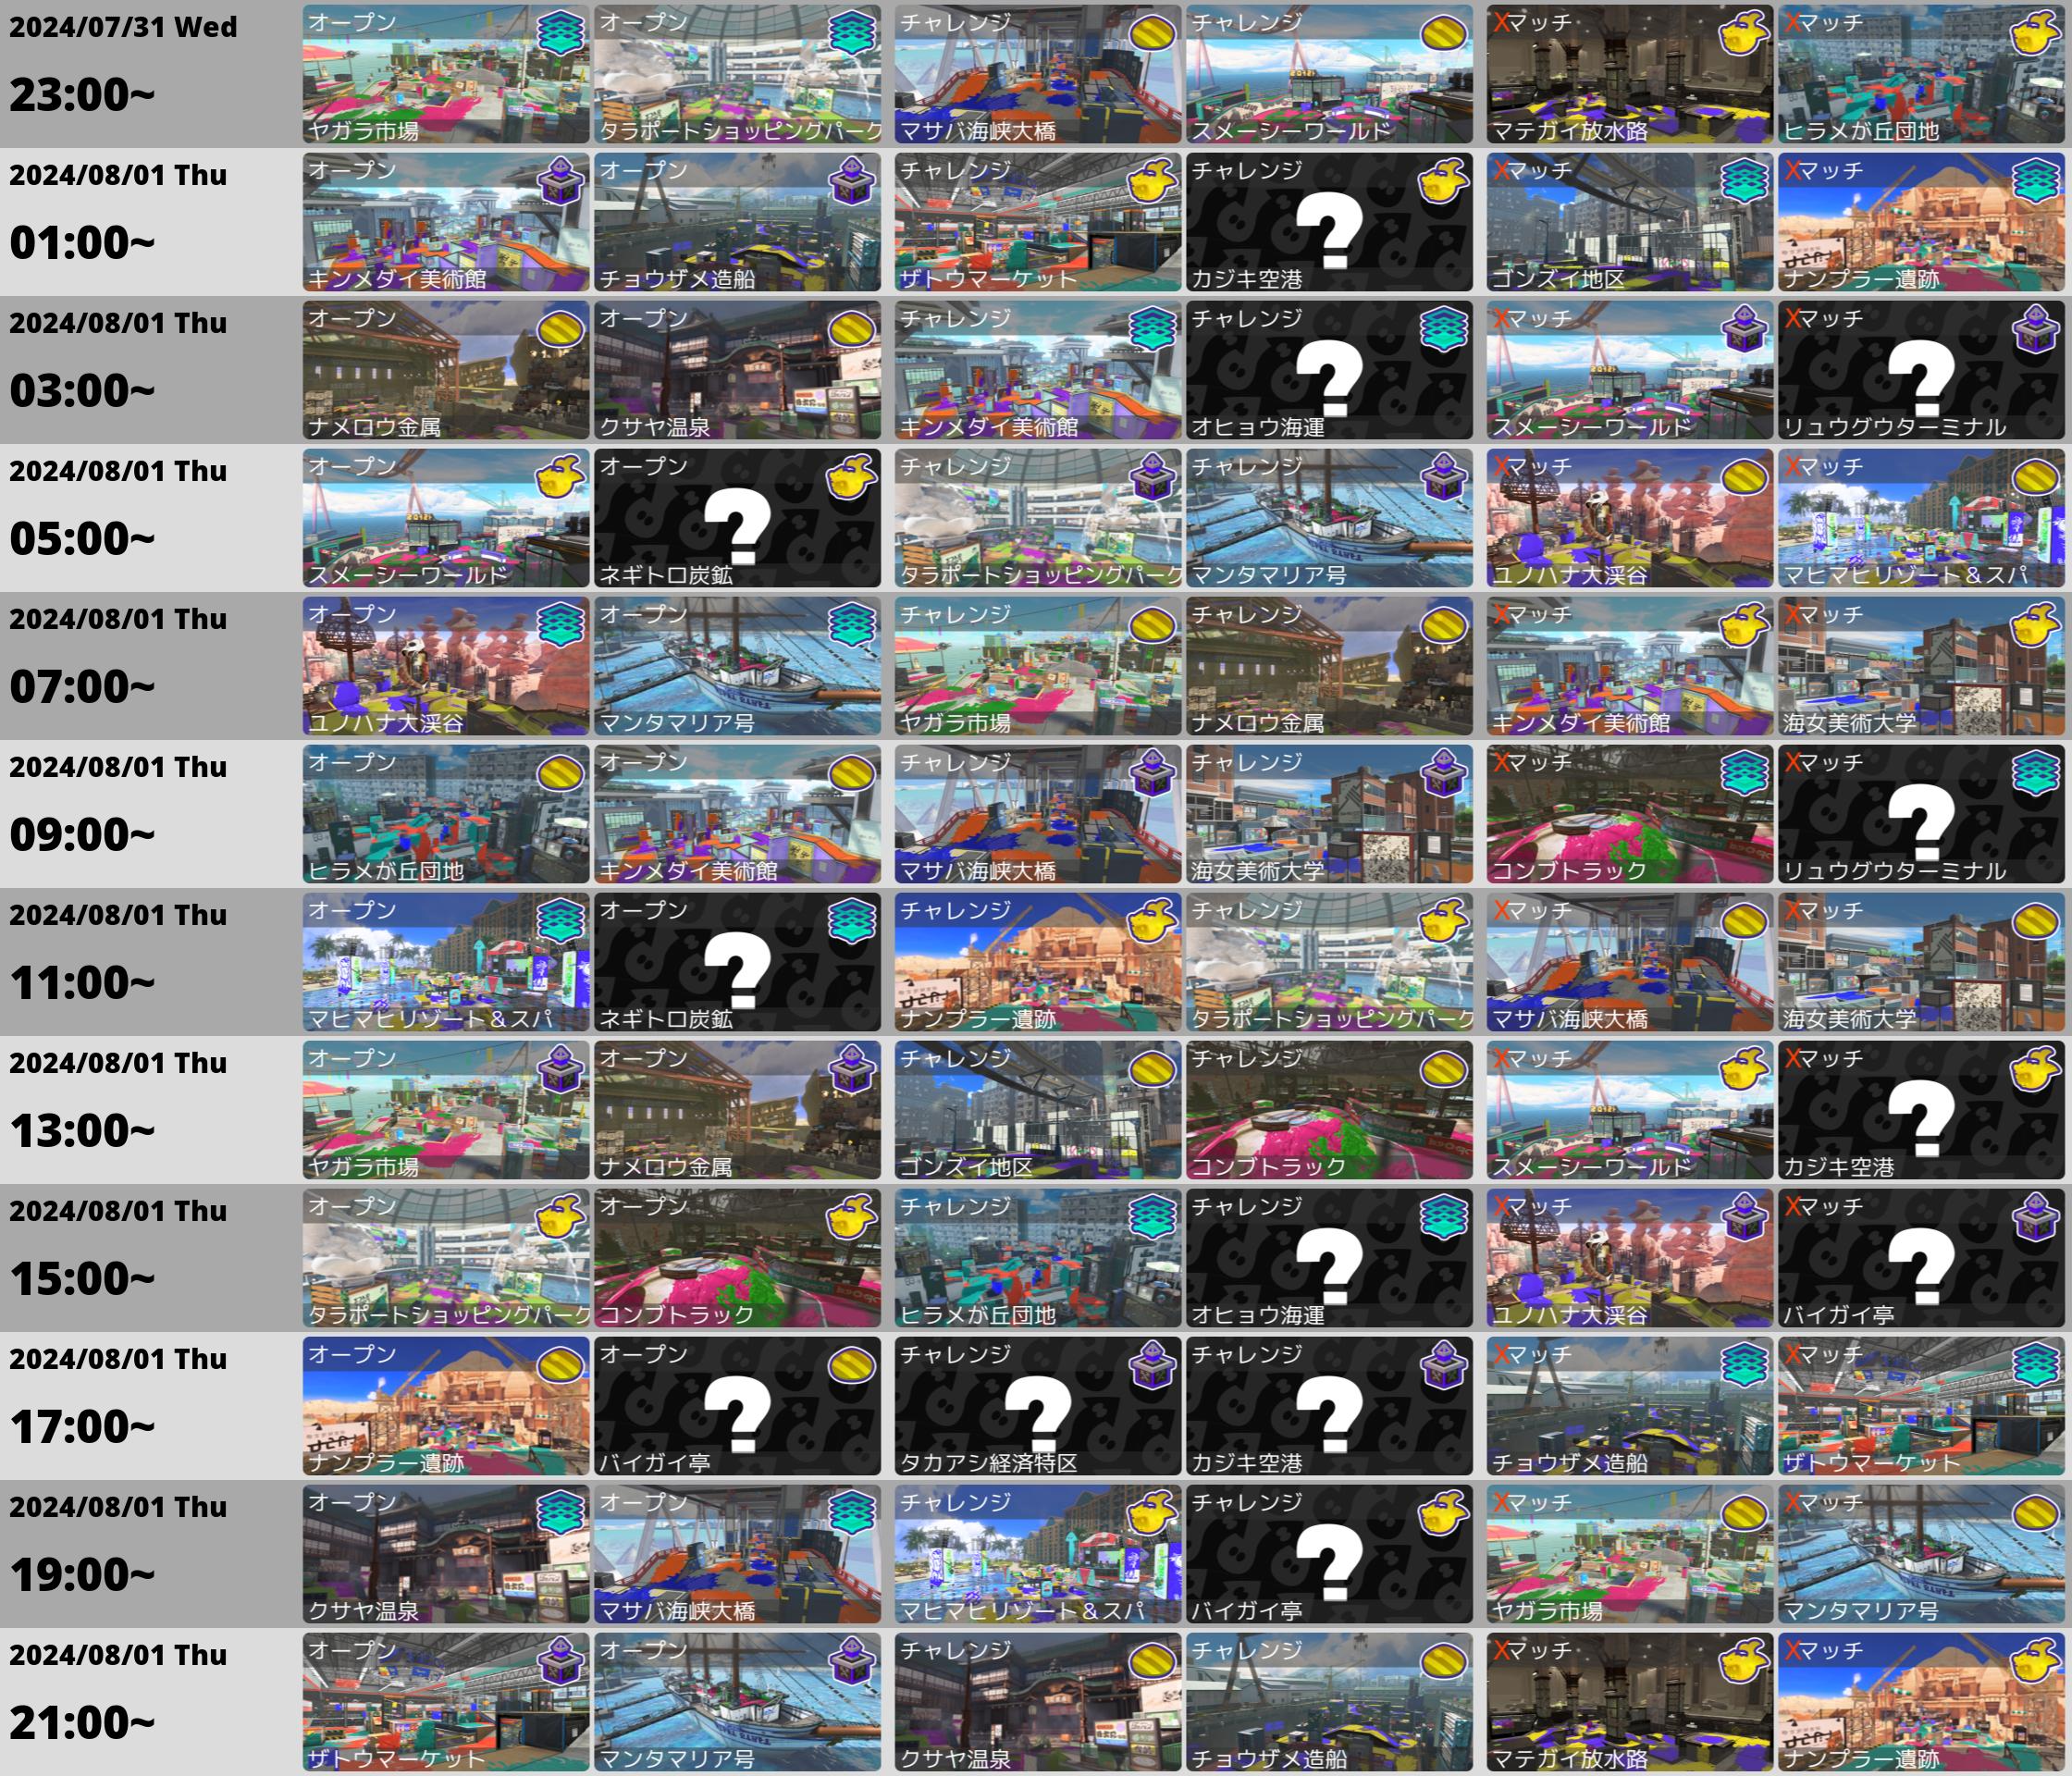 2024/07/31 Wed
23:00~
オープン
ヤガラ市場
オープン
タラポートショッピングパーク
チャレンジ
マサバ海峡大橋
チャレンジ
スメーシーワールド
Xマッチ
マテガイ放水路
Xマッチ
ヒラメが丘団地
2024/08/01 Thu
01:00~
オープン
キンメダイ美術館
オープン
チョウザメ造船
チャレンジ
ザトウマーケット
チャレンジ
?
カジキ空港
Xマッチ
ゴンズイ地区
Xマッチ
ナンプラー遺跡
2024/08/01 Thu
03:00~
オープン
ナメロウ金属
オープン
クサヤ温泉
チャレンジ
キンメダイ美術館
チャレンジ
?
オヒョウ海運
Xマッチ
スメーシーワールド
Xマッチ
?
リュウグウターミナル
2024/08/01 Thu
05:00~
オープン
スメーシーワールド
オープン
?
ネギトロ炭鉱
チャレンジ
タラポートショッピングパーク
チャレンジ
マンタマリア号
Xマッチ
ユノハナ大渓谷
Xマッチ
マヒマヒリゾート&スパ
2024/08/01 Thu
07:00~
オープン
ユノハナ大渓谷
オープン
マンタマリア号
チャレンジ
ヤガラ市場
チャレンジ
ナメロウ金属
Xマッチ
キンメダイ美術館
Xマッチ
海女美術大学
2024/08/01 Thu
09:00~
オープン
ヒラメが丘団地
オープン
キンメダイ美術館
チャレンジ
マサバ海峡大橋
チャレンジ
海女美術大学
Xマッチ
コンブトラック
Xマッチ
?
リュウグウターミナル
2024/08/01 Thu
11:00~
オープン
マヒマヒリゾート&スパ
オープン
?
ネギトロ炭鉱
チャレンジ
ナンプラー遺跡
チャレンジ
タラポートショッピングパーク
Xマッチ
マサバ海峡大橋
Xマッチ
海女美術大学
2024/08/01 Thu
13:00~
オープン
ヤガラ市場
オープン
ナメロウ金属
チャレンジ
ゴンズイ地区
チャレンジ
コンブトラック
Xマッチ
スメーシーワールド
Xマッチ
?
カジキ空港
2024/08/01 Thu
15:00~
オープン
タラポートショッピングパーク
オープン
コンブトラック
チャレンジ
ヒラメが丘団地
チャレンジ
?
オヒョウ海運
Xマッチ
ユノハナ大渓谷
Xマッチ
?
バイガイ亭
2024/08/01 Thu
17:00~
オープン
ナンプラー遺跡
オープン
?
バイガイ亭
チャレンジ
?
タカアシ経済特区
チャレンジ
?
カジキ空港
Xマッチ
チョウザメ造船
Xマッチ
ザトウマーケット
2024/08/01 Thu
19:00~
オープン
クサヤ温泉
オープン
マサバ海峡大橋
チャレンジ
マヒマヒリゾート&スパ
チャレンジ
?
バイガイ亭
Xマッチ
ヤガラ市場
Xマッチ
マンタマリア号
2024/08/01 Thu
21:00~
オープン
ザトウマーケット
オープン
マンタマリア号
チャレンジ
クサヤ温泉
チャレンジ
チョウザメ造船
Xマッチ
マテガイ放水路
Xマッチ
ナンプラー遺跡